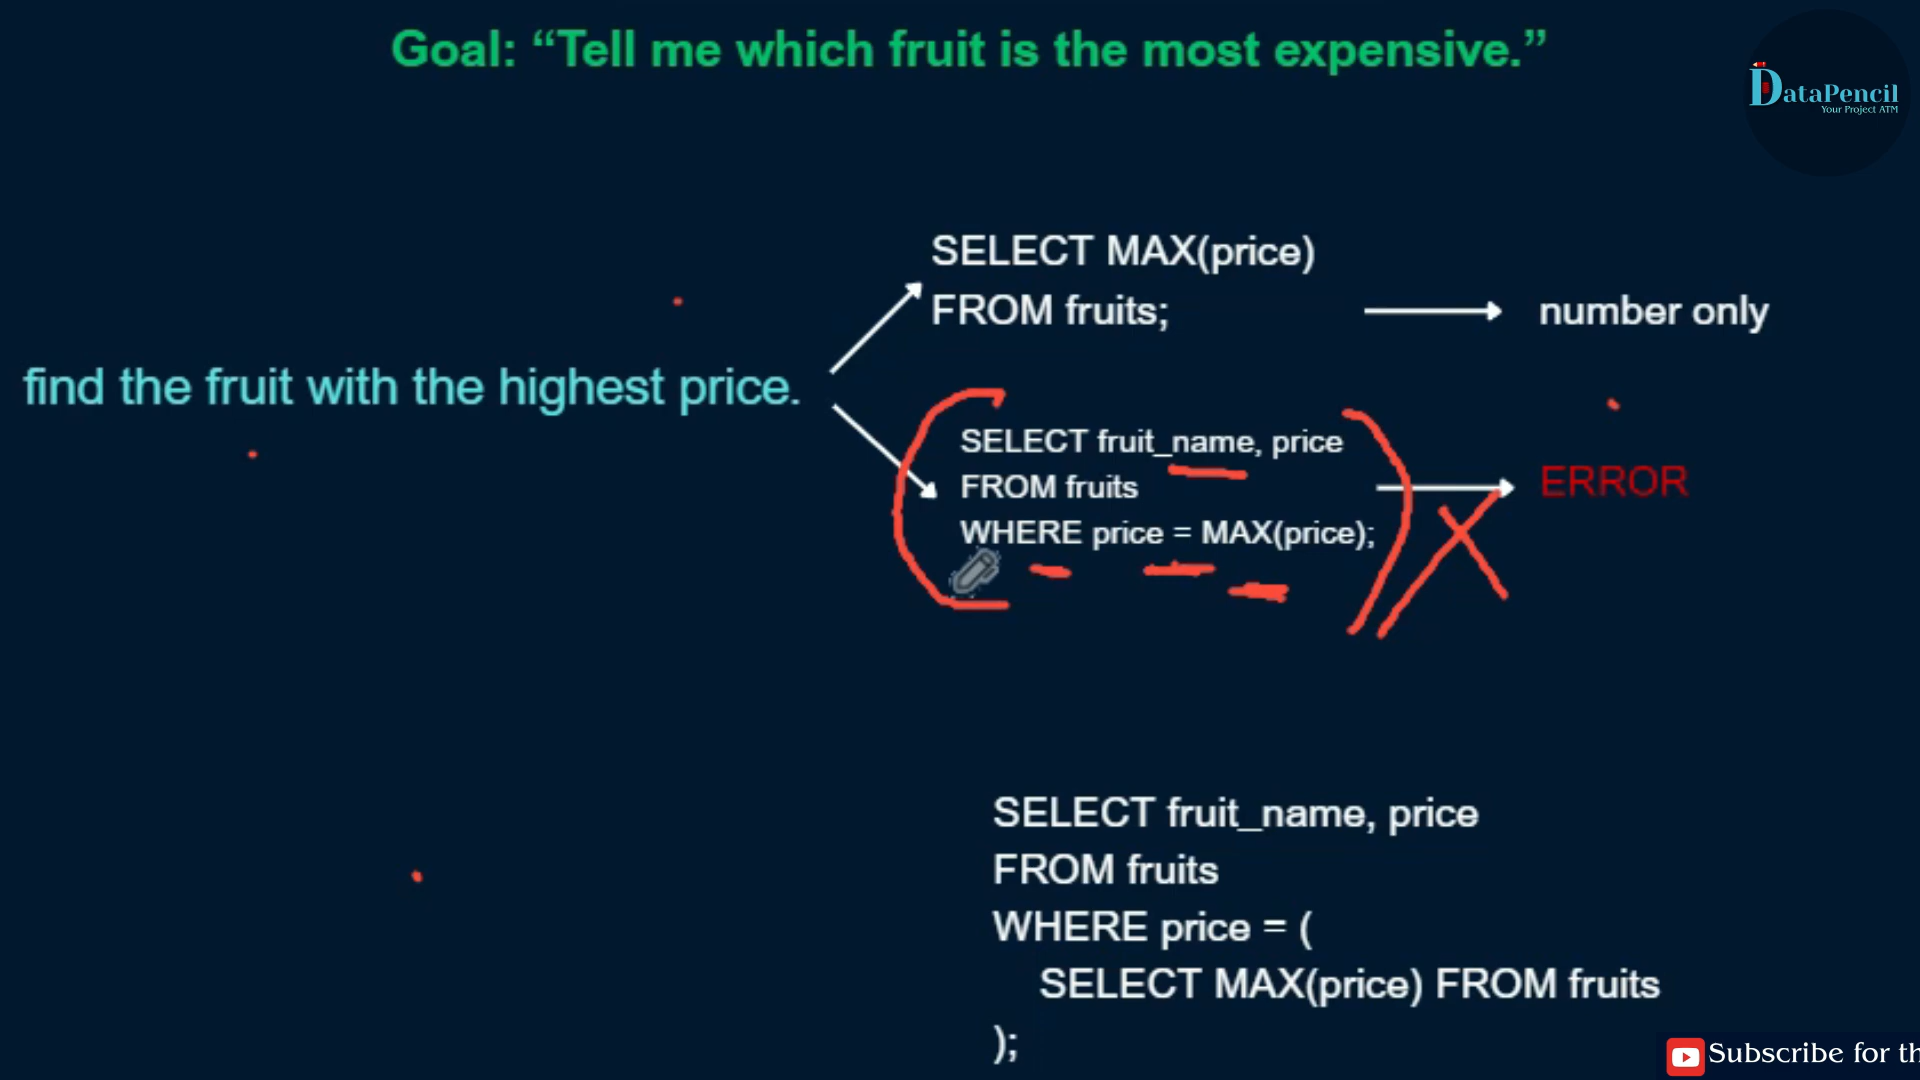 Goal: “Tell me which fruit is the most expensive.”
DataPencil
Your Project ATM
SELECT MAX(price)
FROM fruits;
number only
find the fruit with the highest price.
SELECT fruit_name, price
FROM fruits
WHERE price = MAX(price);
ERROR
SELECT fruit_name, price
FROM fruits
WHERE price = (
SELECT MAX(price) FROM fruits
);
Subscribe for th